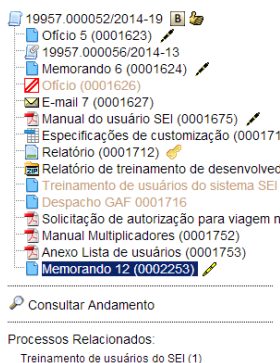 19957.000052/2014-19 B
Ofício 5 (0001623)
19957.000056/2014-13
Memorando 6 (0001624)
Ofício (0001626)
E-mail 7 (0001627)
Manual do usuário SEI (0001675)
Especificações de customização (000171
Relatório (0001712)
ZIP Relatório de treinamento de desenvolved
Treinamento de usuários do sistema SEI
Despacho GAF 0001716
Solicitação de autorização para viagem n
Manual Multiplicadores (0001752)
Anexo Lista de usuários (0001753)
Memorando 12 (0002253)
Consultar Andamento
Processos Relacionados:
Treinamento de usuários do SEI (1)